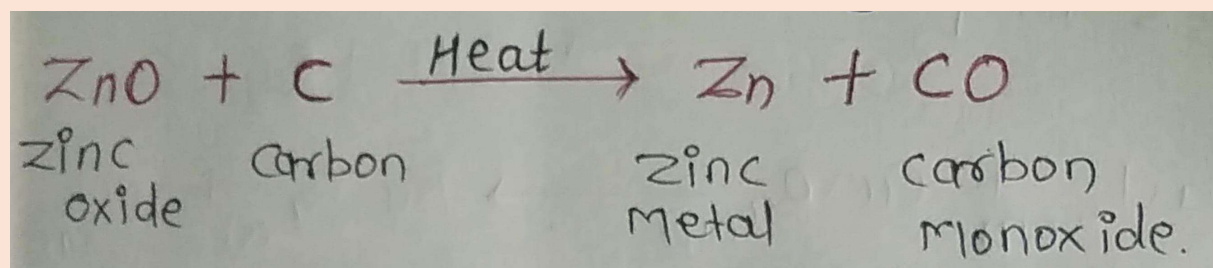 ZnO + C Heat → Zn + CO
zinc carbon zinc carbon
oxide Metal Monoxide.